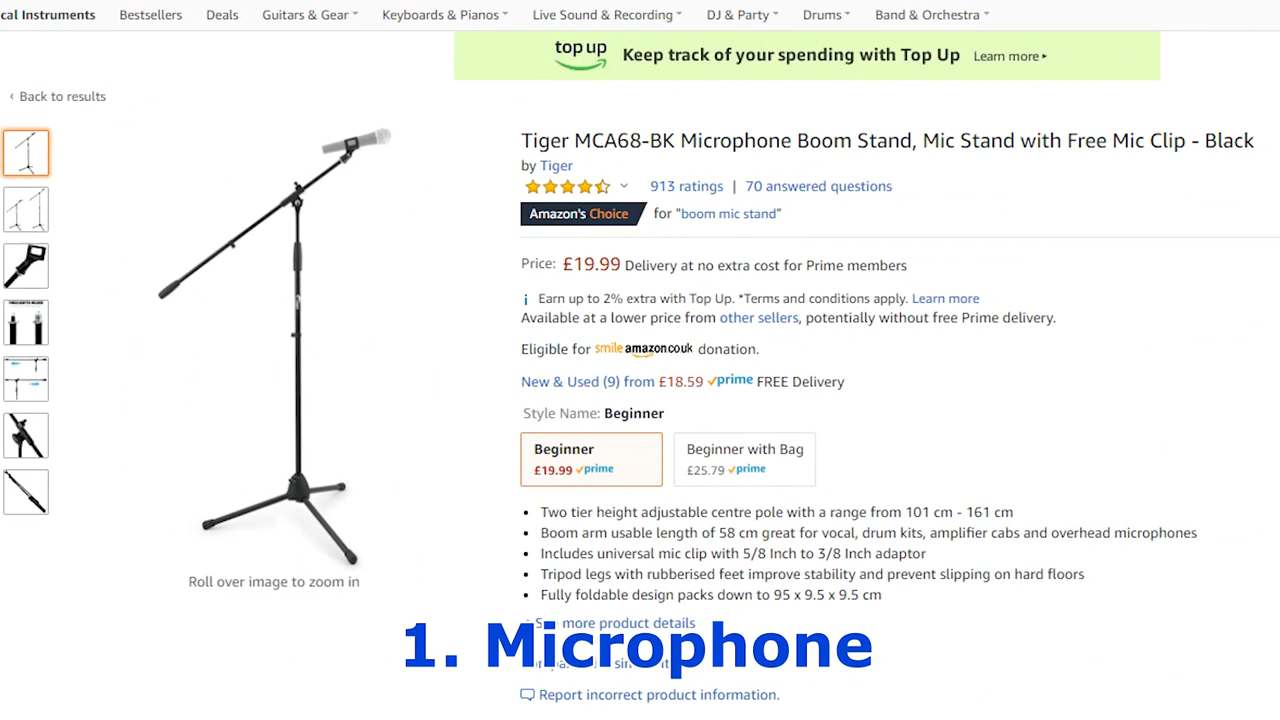 cal Instruments Bestsellers Deals Guitars & Gear Keyboards & Pianos Live Sound & Recording DJ & Party Drums Band & Orchestra
top up Keep track of your spending with Top Up Learn more
‹ Back to results
Tiger MCA68-BK Microphone Boom Stand, Mic Stand with Free Mic Clip - Black
by Tiger
913 ratings | 70 answered questions
Amazon's Choice for "boom mic stand"
Price: £19.99 Delivery at no extra cost for Prime members
Earn up to 2% extra with Top Up. *Terms and conditions apply. Learn more
Available at a lower price from other sellers, potentially without free Prime delivery.
Eligible for smile.amazon.co.uk donation.
New & Used (9) from £18.59 prime FREE Delivery
Style Name: Beginner
Beginner Beginner with Bag
£19.99 prime £25.79 prime
• Two tier height adjustable centre pole with a range from 101 cm - 161 cm
• Boom arm usable length of 58 cm great for vocal, drum kits, amplifier cabs and overhead microphones
• Includes universal mic clip with 5/8 Inch to 3/8 Inch adaptor
• Tripod legs with rubberised feet improve stability and prevent slipping on hard floors
• Fully foldable design packs down to 95 x 9.5 x 9.5 cm
Roll over image to zoom in
See more product details
1. Microphone
Report incorrect product information.